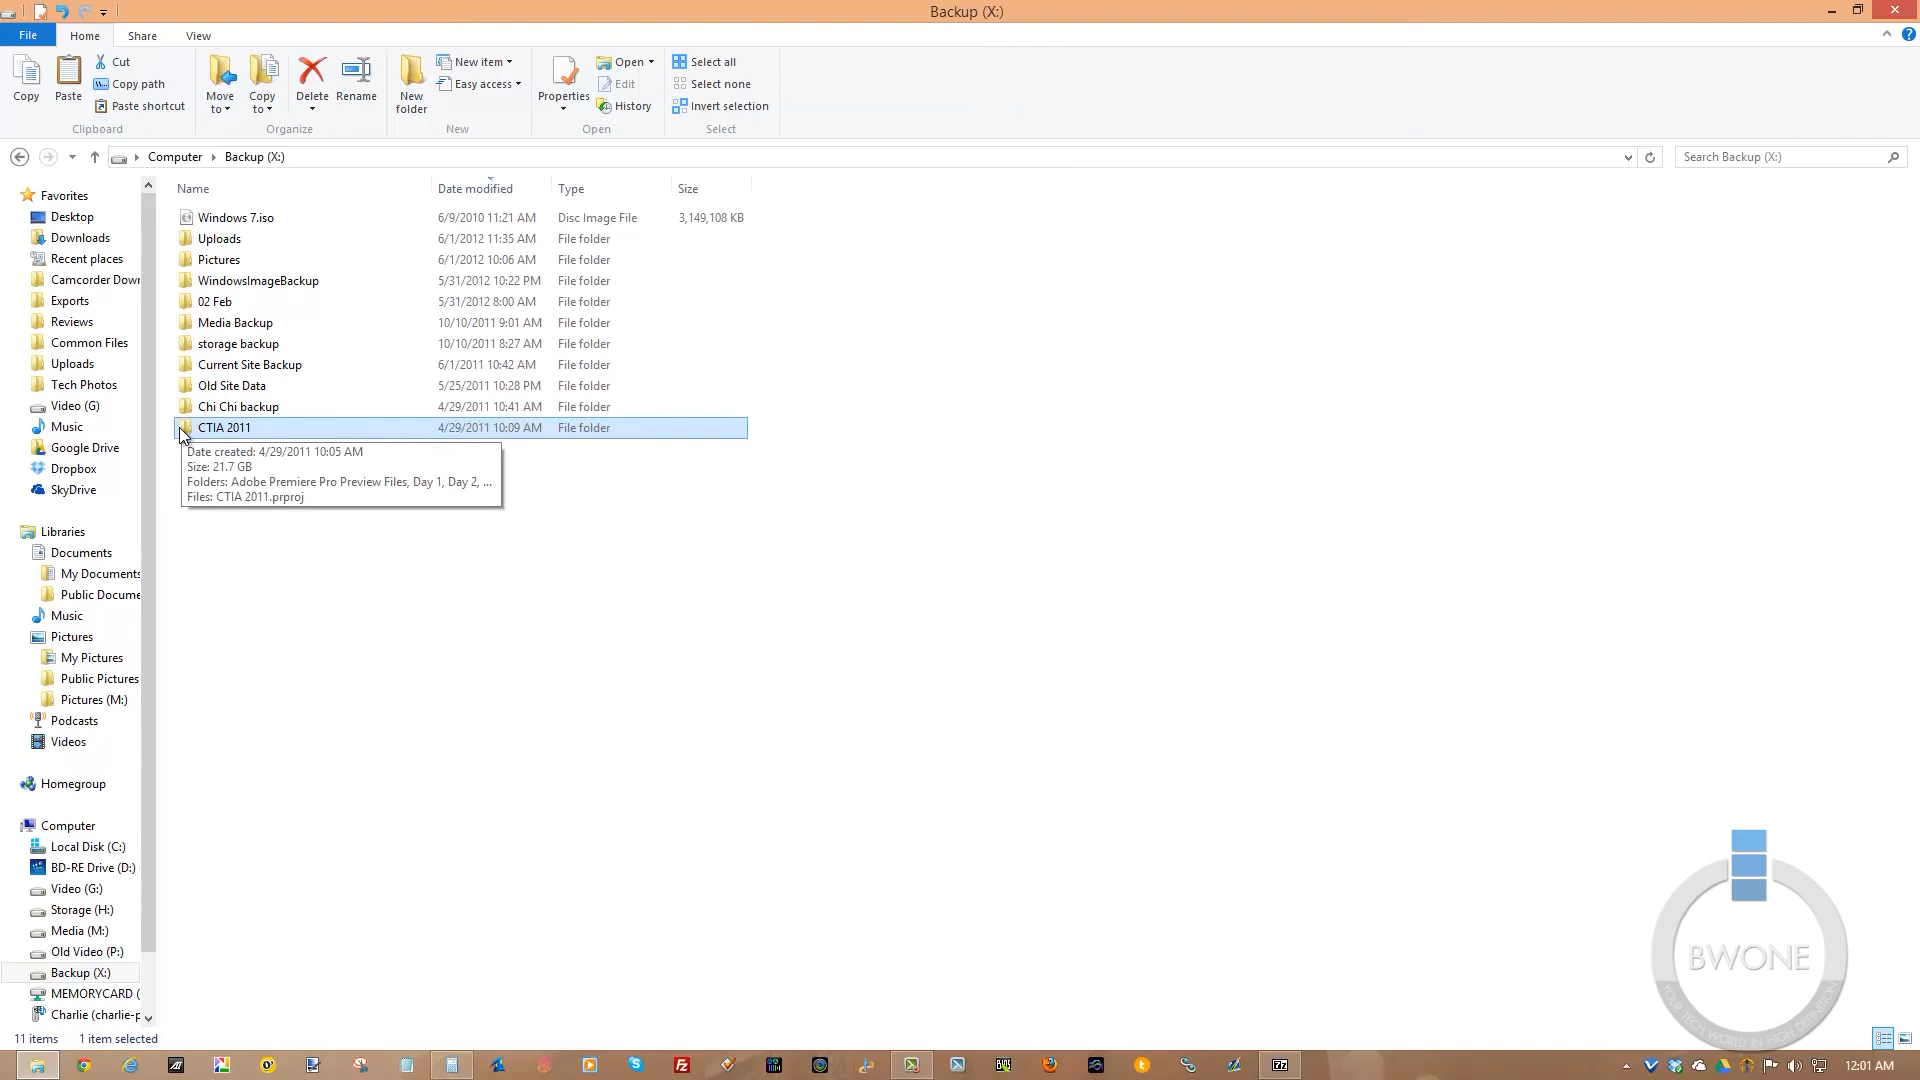 Backup (X:)
File Home Share View
Copy
Paste
Cut
Copy path
Paste shortcut
Clipboard
Move to
Copy to
Delete
Rename
Organize
New folder
New item
Easy access
New
Properties
Open
Edit
History
Open
Select all
Select none
Invert selection
Select
Computer Backup (X:)
Search Backup (X:)
Favorites
Desktop
Downloads
Recent places
Camcorder Down
Exports
Reviews
Common Files
Uploads
Tech Photos
Video (G)
Music
Google Drive
Dropbox
SkyDrive
Libraries
Documents
My Documents
Public Docume
Music
Pictures
My Pictures
Public Pictures
Pictures (M:)
Podcasts
Videos
Homegroup
Computer
Local Disk (C:)
BD-RE Drive (D:)
Video (G:)
Storage (H:)
Media (M:)
Old Video (P:)
Backup (X:)
MEMORYCARD (
Charlie (charlie-p
Name Date modified Type Size
Windows 7.iso 6/9/2010 11:21 AM Disc Image File 3,149,108 KB
Uploads 6/1/2012 11:35 AM File folder
Pictures 6/1/2012 10:06 AM File folder
WindowsImageBackup 5/31/2012 10:22 PM File folder
02 Feb 5/31/2012 8:00 AM File folder
Media Backup 10/10/2011 9:01 AM File folder
storage backup 10/10/2011 8:27 AM File folder
Current Site Backup 6/1/2011 10:42 AM File folder
Old Site Data 5/25/2011 10:28 PM File folder
Chi Chi backup 4/29/2011 10:41 AM File folder
CTIA 2011 4/29/2011 10:09 AM File folder
Date created: 4/29/2011 10:05 AM
Size: 21.7 GB
Folders: Adobe Premiere Pro Preview Files, Day 1, Day 2, ...
Files: CTIA 2011.prproj
BWONE
YOUR TECH WORLD IN HIGH DEFINITION
11 items 1 item selected
12:01 AM